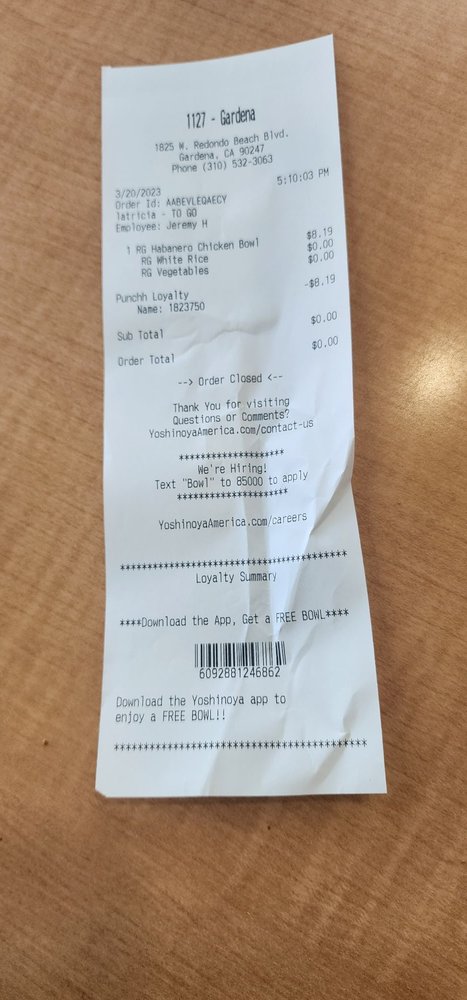 1127 - Gardena
1825 W. Redondo Beach Blvd.
Gardena, CA 90247
Phone (310) 532-3063
3/20/2023 5:10:03 PM
Order Id: AABEVLEQAECY
latricia - TO GO
Employee: Jeremy H
1 RG Habanero Chicken Bowl $8.19
RG White Rice $0.00
RG Vegetables $0.00
Punchh Loyalty -$8.19
Name: 1823750
Sub Total $0.00
Order Total $0.00
--> Order Closed <--
Thank You for visiting
Questions or Comments?
YoshinoyaAmerica.com/contact-us
********************
We're Hiring!
Text "Bowl" to 85000 to apply
*********************
YoshinoyaAmerica.com/careers
******************************************
Loyalty Summary
****Download the App, Get a FREE BOWL****
6092881246862
Download the Yoshinoya app to
enjoy a FREE BOWL!!
******************************************